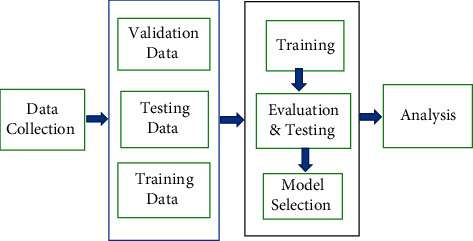 Data
Collection
Validation
Data
Testing
Data
Training
Data
Training
Evaluation
& Testing
Model
Selection
Analysis